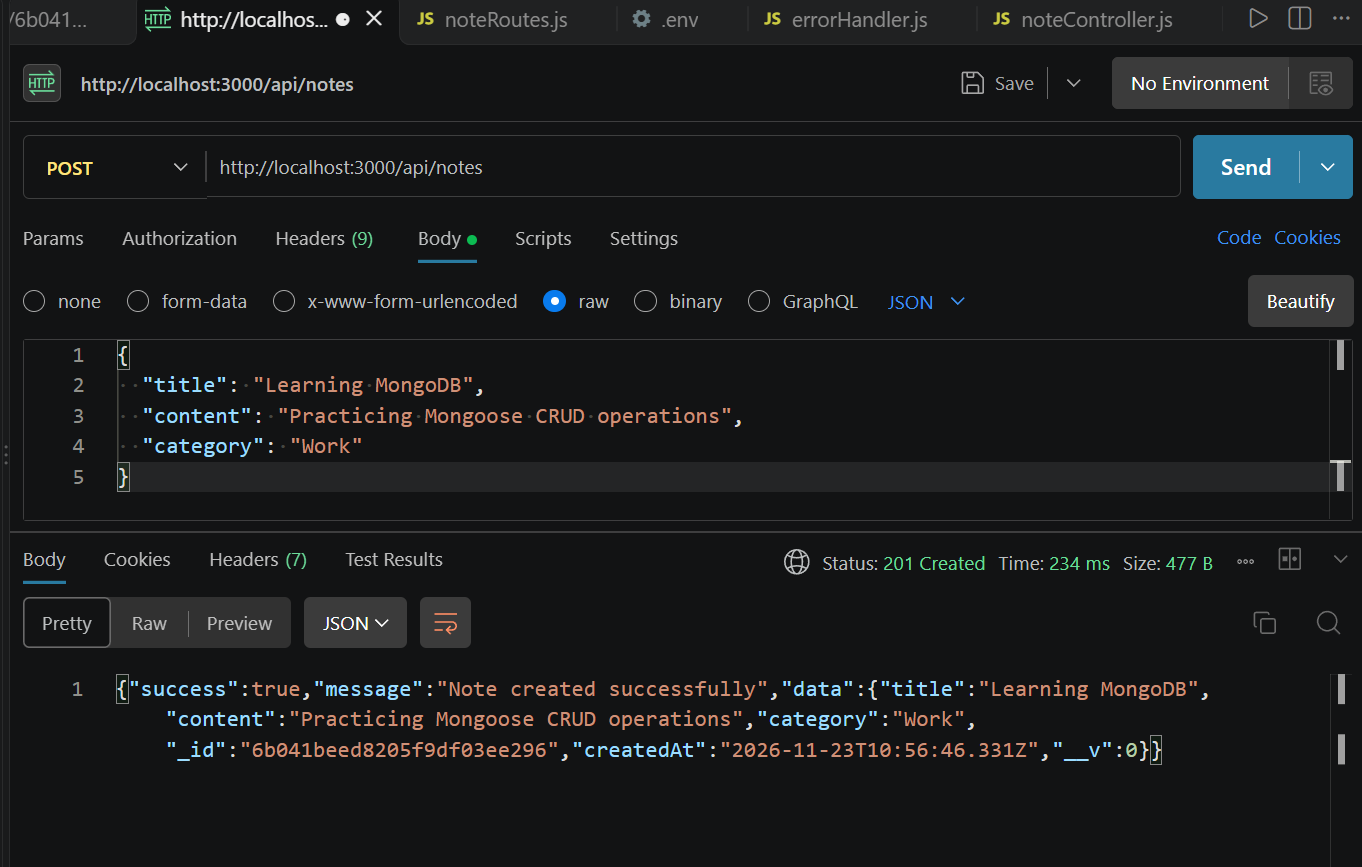 /6b041... HTTP http://localhos... JS noteRoutes.js .env JS errorHandler.js JS noteController.js ...
HTTP http://localhost:3000/api/notes Save No Environment
POST http://localhost:3000/api/notes Send
Params Authorization Headers (9) Body Scripts Settings Code Cookies
none form-data x-www-form-urlencoded raw binary GraphQL JSON Beautify
1 {
2 "title": "Learning MongoDB",
3 "content": "Practicing Mongoose CRUD operations",
4 "category": "Work"
5 }
Body Cookies Headers (7) Test Results Status: 201 Created Time: 234 ms Size: 477 B
Pretty Raw Preview JSON
1 {"success":true,"message":"Note created successfully","data":{"title":"Learning MongoDB",
"content":"Practicing Mongoose CRUD operations","category":"Work",
"_id":"6b041beed8205f9df03ee296","createdAt":"2026-11-23T10:56:46.331Z","__v":0}}